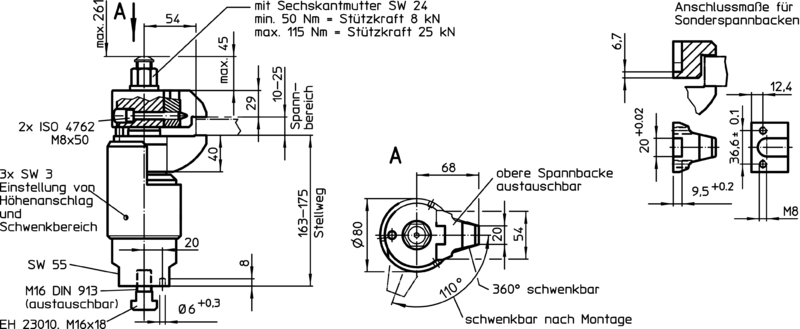 max.261
A
54
mit Sechskantmutter SW 24
min. 50 Nm = Stützkraft 8 kN
max. 115 Nm = Stützkraft 25 kN
max. 45
29
10-25
Spann-
bereich
2x ISO 4762
M8x50
40
3x SW 3
Einstellung von
Höhenanschlag
und
Schwenkbereich
163-175
Stellweg
20
8
SW 55
M16 DIN 913
(austauschbar)
Ø6+0,3
EH 23010. M16x18
A
68
obere Spannbacke
austauschbar
Ø80
20
54
110°
360° schwenkbar
schwenkbar nach Montage
Anschlussmaße für
Sonderspannbacken
6,7
12,4
20+0.02
36,6± 0.1
9,5+0.2
M8